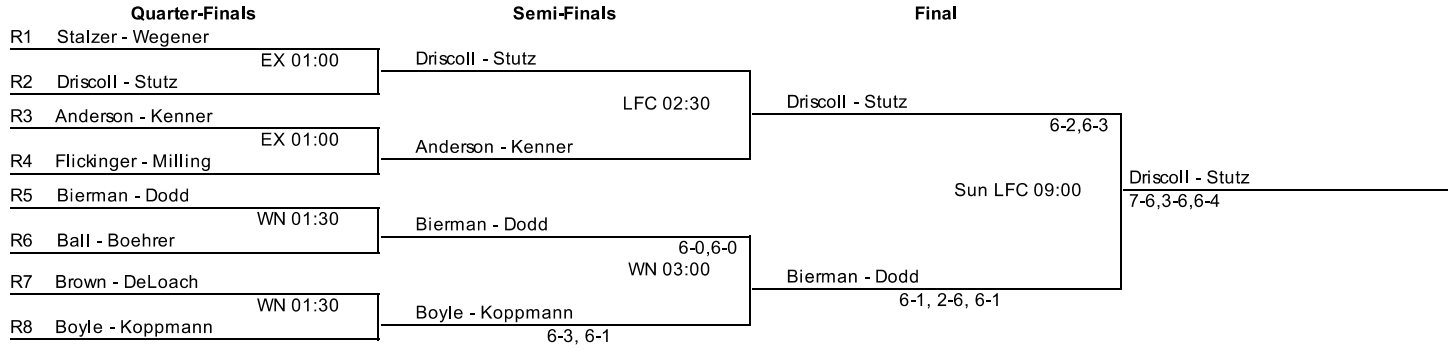 Quarter-Finals Semi-Finals Final
R1 Stalzer - Wegener
EX 01:00 Driscoll - Stutz
R2 Driscoll - Stutz
LFC 02:30 Driscoll - Stutz
R3 Anderson - Kenner
6-2,6-3
EX 01:00 Anderson - Kenner
R4 Flickinger - Milling
Driscoll - Stutz
Sun LFC 09:00
R5 Bierman - Dodd
7-6,3-6,6-4
WN 01:30 Bierman - Dodd
R6 Ball - Boehrer
6-0,6-0
WN 03:00
R7 Brown - DeLoach
Bierman - Dodd
6-1, 2-6, 6-1
WN 01:30 Boyle - Koppmann
R8 Boyle - Koppmann
6-3, 6-1